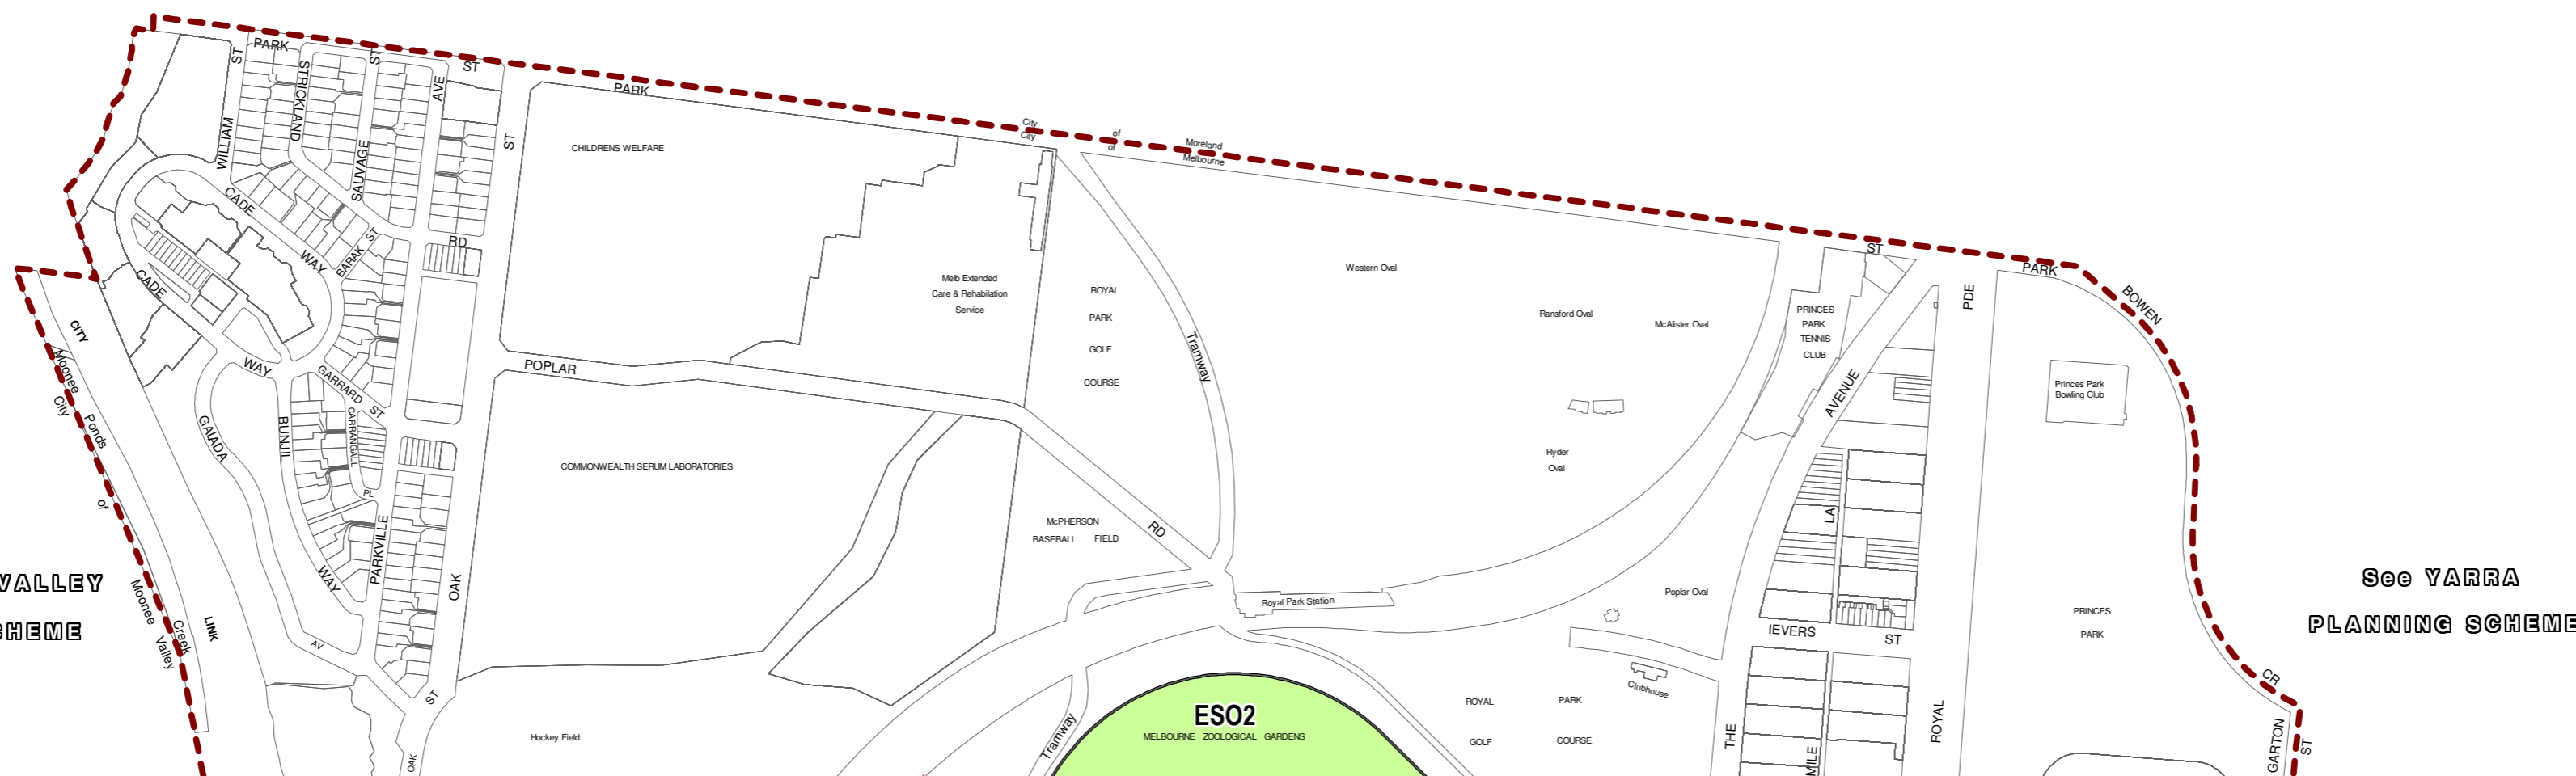 PARK
ST
ST
ST
PARK
STRICKLAND
AVE
WILLIAM
SAUVAGE
ST
CHILDRENS WELFARE
City of Moreland
City of Melbourne
CADE
WAY
BARAK ST
RD
CADE
WAY
Melb Extended
Care & Rehabilation
Service
ROYAL
PARK
GOLF
COURSE
Tramway
Western Oval
Ransford Oval
McAlister Oval
PRINCES
PARK
TENNIS
CLUB
ST
PDE
PARK
BOWEN
AVENUE
Princes Park
Bowling Club
CITY
Moonee
Ponds
City
of
Moonee
Valley
Creek
LINK
GARRARD ST
CARRANGALL
PL
GAIADA
BUNJIL
WAY
PARKVILLE
AV
OAK
ST
OAK
POPLAR
RD
COMMONWEALTH SERUM LABORATORIES
McPHERSON
BASEBALL FIELD
Ryder
Oval
LA
Royal Park Station
Poplar Oval
IEVERS
ST
PRINCES
PARK
VALLEY
HEME
See YARRA
PLANNING SCHEME
Clubhouse
ROYAL PARK
GOLF COURSE
Hockey Field
Tramway
ESO2
MELBOURNE ZOOLOGICAL GARDENS
THE
MILE
ROYAL
CR
GARTON
ST